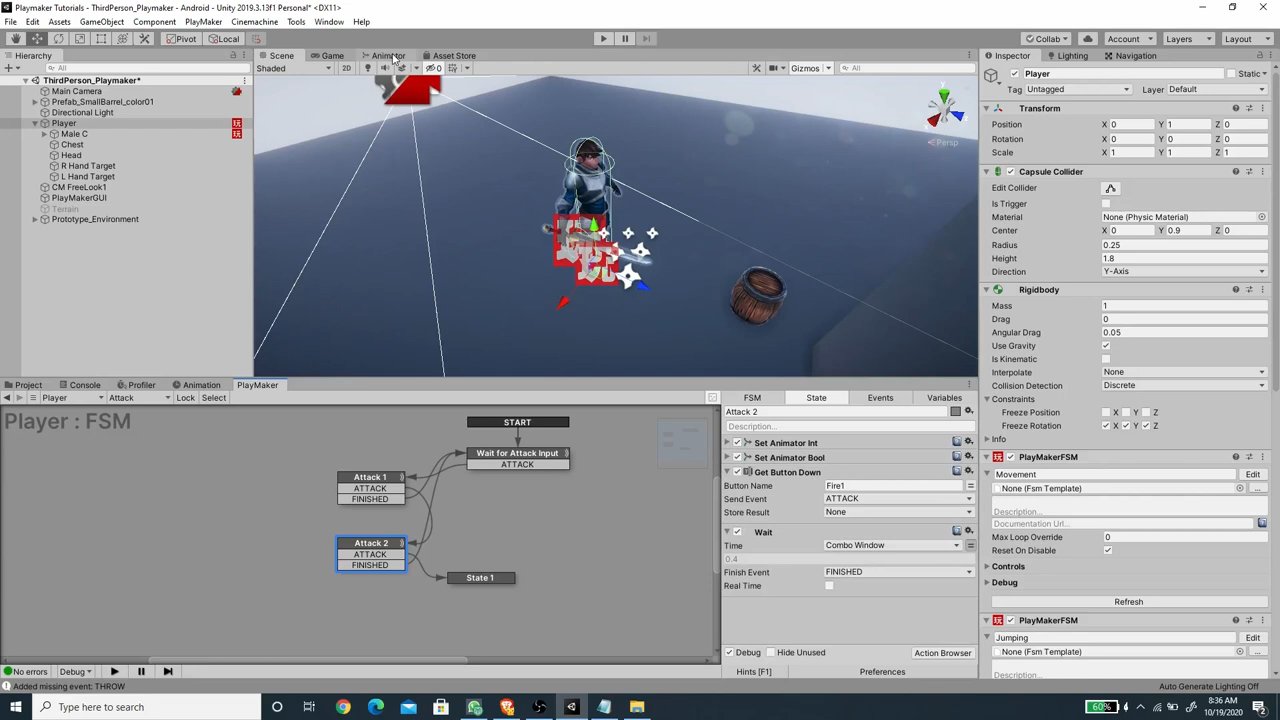 Playmaker Assets - ThirdPerson_Playmaker - Android - Unity 2019.3.13f1 Personal* <DX11>
File Edit Assets GameObject Component PlayMaker Cinemachine Tools Window Help
Pivot Local Collab Account Layers Layout
Hierarchy Scene Game Animator Asset Store Inspector Lighting Navigation
All Shaded 2D 0 Gizmos All
Player Static
ThirdPerson_Playmaker*
Main Camera
Prefab_SmallBarrel_color01
Directional Light
Player
Male C
Chest
Head
R Hand Target
L Hand Target
CM FreeLook1
PlayMakerGUI
Terrain
Prototype_Environment
玩
玩
Persp
Tag Untagged Layer Default
Transform
Position X 0 Y 1 Z 0
Rotation X 0 Y 0 Z 0
Scale X 1 Y 1 Z 1
Capsule Collider
Edit Collider
Is Trigger
Material None (Physic Material)
Center X 0 Y 0.9 Z 0
Radius 0.25
Height 1.8
Direction Y-Axis
Rigidbody
Mass 1
Drag 0
Angular Drag 0.05
Use Gravity
Is Kinematic
Interpolate None
Collision Detection Discrete
Constraints
Freeze Position X Y Z
Freeze Rotation X Y Z
Info
PlayMakerFSM
Movement Edit
None (Fsm Template) ...
Description...
Documentation Url...
Max Loop Override 0
Reset On Disable
Controls
Debug
Refresh
PlayMakerFSM
Jumping Edit
None (Fsm Template) ...
Description...
Project Console Profiler Animation PlayMaker
Player Attack Lock Select
Player : FSM
START
Wait for Attack Input
ATTACK
Attack 1
ATTACK
FINISHED
Attack 2
ATTACK
FINISHED
State 1
FSM State Events Variables
Attack 2
Description...
Set Animator Int
Set Animator Bool
Get Button Down
Button Name Fire1
Send Event ATTACK
Store Result None
Wait
Time Combo Window
0.4
Finish Event FINISHED
Real Time
Debug Hide Unused Action Browser
No errors Debug Hints [F1] Preferences
Added missing event: THROW Auto Generate Lighting Off
Type here to search 60% 8:36 AM
10/19/2020